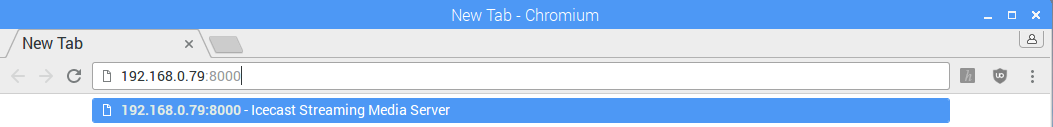 New Tab - Chromium
New Tab
192.168.0.79:8000
192.168.0.79:8000 - Icecast Streaming Media Server